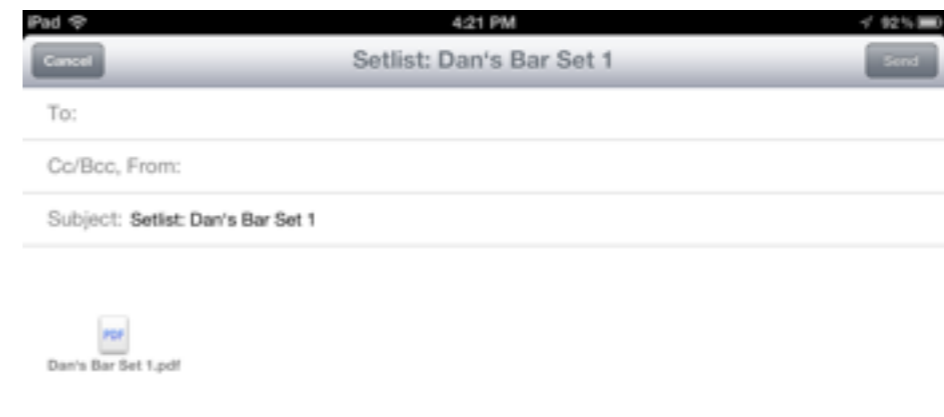 iPad 4:21 PM 92%
Cancel Setlist: Dan's Bar Set 1 Send
To:
Cc/Bcc, From:
Subject: Setlist: Dan's Bar Set 1
PDF
Dan's Bar Set 1.pdf